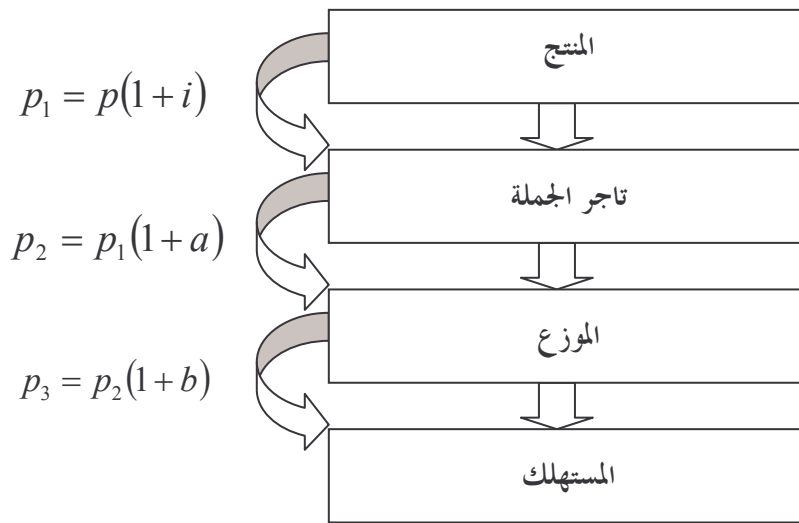 المنتج
p₁ = p(1 + i)
تاجر الجملة
p₂ = p₁(1 + a)
الموزع
p₃ = p₂(1 + b)
المستهلك